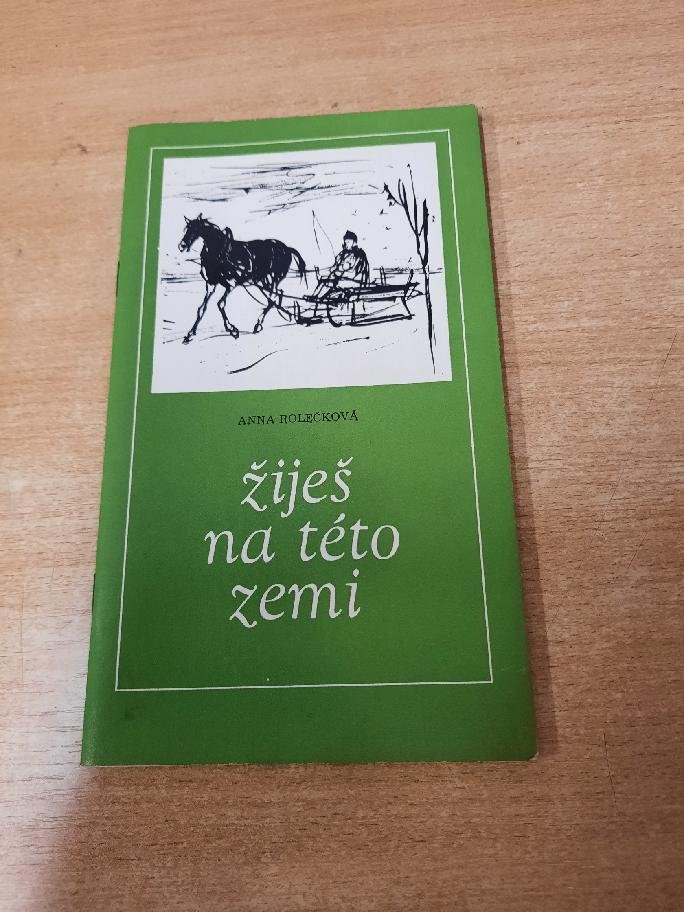 ANNA ROLEČKOVÁ
žiješ
na této
zemi